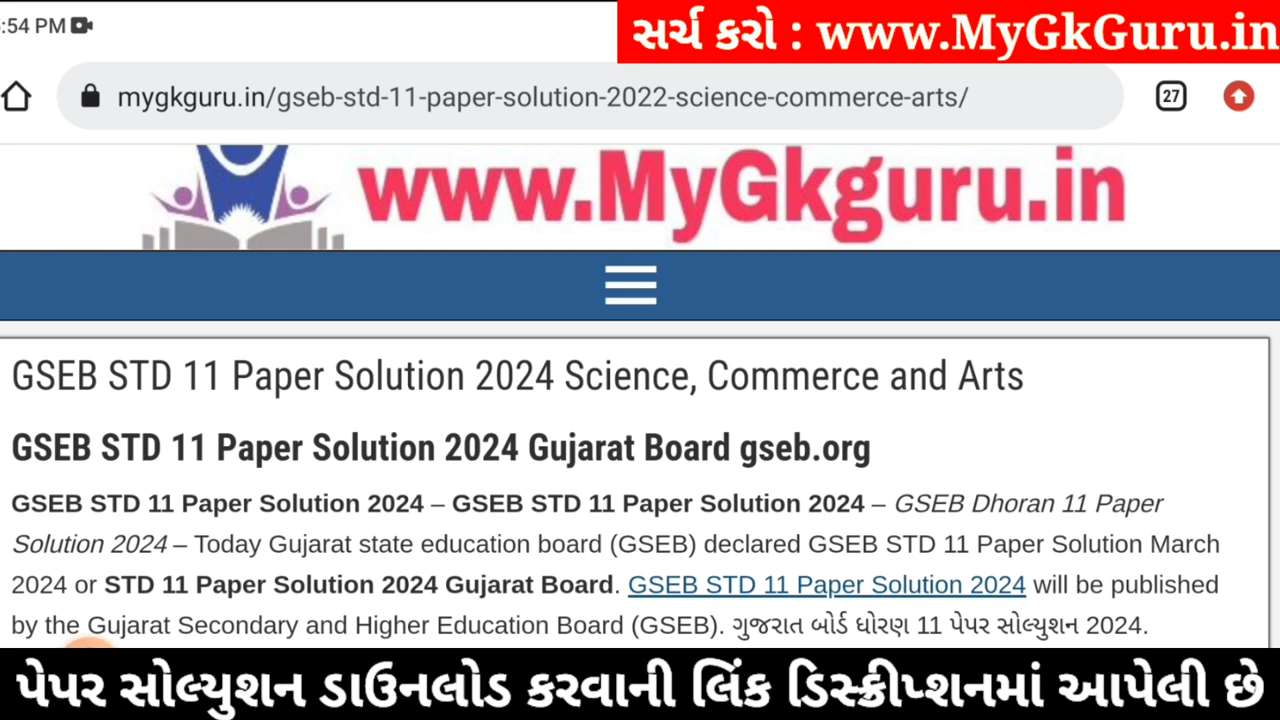 :54 PM
સર્ચ કરો : www.MyGkGuru.in
mygkguru.in/gseb-std-11-paper-solution-2022-science-commerce-arts/
27
www.MyGkguru.in
GSEB STD 11 Paper Solution 2024 Science, Commerce and Arts
GSEB STD 11 Paper Solution 2024 Gujarat Board gseb.org
GSEB STD 11 Paper Solution 2024 – GSEB STD 11 Paper Solution 2024 – GSEB Dhoran 11 Paper
Solution 2024 – Today Gujarat state education board (GSEB) declared GSEB STD 11 Paper Solution March
2024 or STD 11 Paper Solution 2024 Gujarat Board. GSEB STD 11 Paper Solution 2024 will be published
by the Gujarat Secondary and Higher Education Board (GSEB). ગુજરાત બોર્ડ ધોરણ 11 પેપર સોલ્યુશન 2024.
પેપર સોલ્યુશન ડાઉનલોડ કરવાની લિંક ડિસ્ક્રીપ્શનમાં આપેલી છે